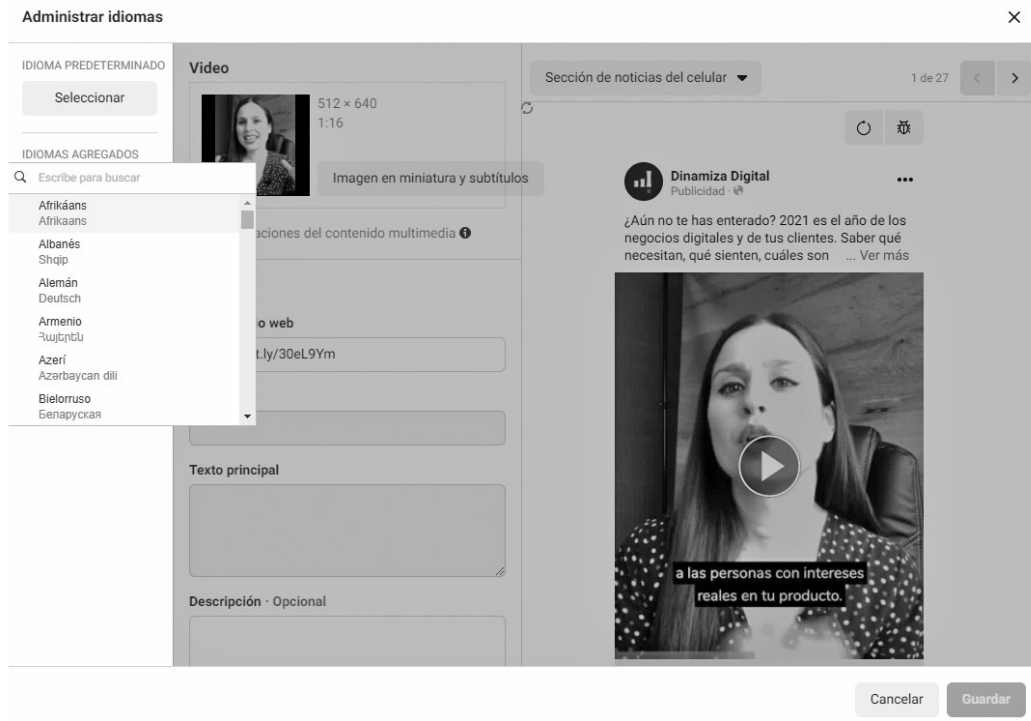 Administrar idiomas
IDIOMA PREDETERMINADO
Seleccionar
IDIOMAS AGREGADOS
Escribe para buscar
Afrikáans
Afrikaans
Albanés
Shqip
Alemán
Deutsch
Armenio
Հայերեն
Azerí
Azərbaycan dili
Bielorruso
Беларуская
Video
512 × 640
1:16
Imagen en miniatura y subtítulos
aciones del contenido multimedia
o web
t.ly/30eL9Ym
Texto principal
Descripción · Opcional
Sección de noticias del celular
1 de 27
Dinamiza Digital
Publicidad ·
¿Aún no te has enterado? 2021 es el año de los
negocios digitales y de tus clientes. Saber qué
necesitan, qué sienten, cuáles son ... Ver más
a las personas con intereses
reales en tu producto.
Cancelar
Guardar